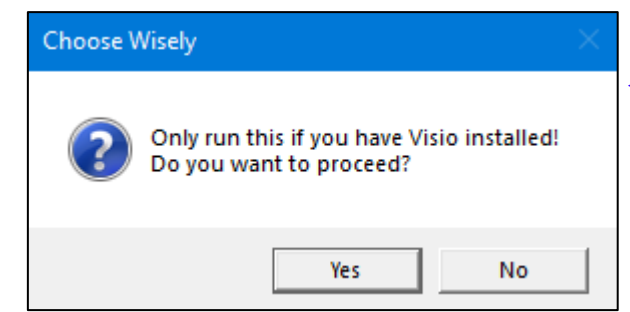 Choose Wisely
Only run this if you have Visio installed!
Do you want to proceed?
Yes
No